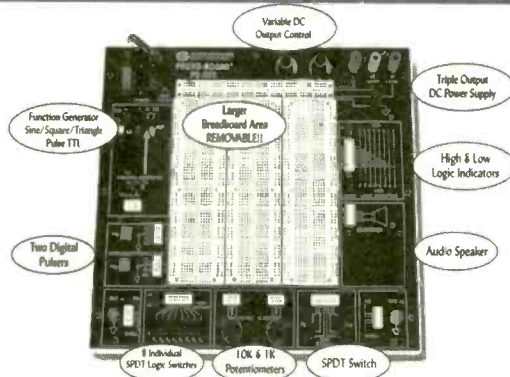 Variable DC
Output Control
Triple Output
DC Power Supply
Function Generator
Sine/Square/Triangle
Pulse TTL
Larger
Breadboard Area
REMOVABLE!!
High & Low
Logic Indicators
Two Digital
Pulsers
Audio Speaker
8 Individual
SPDT Logic Switches
10K & 1K
Potentiometers
SPDT Switch